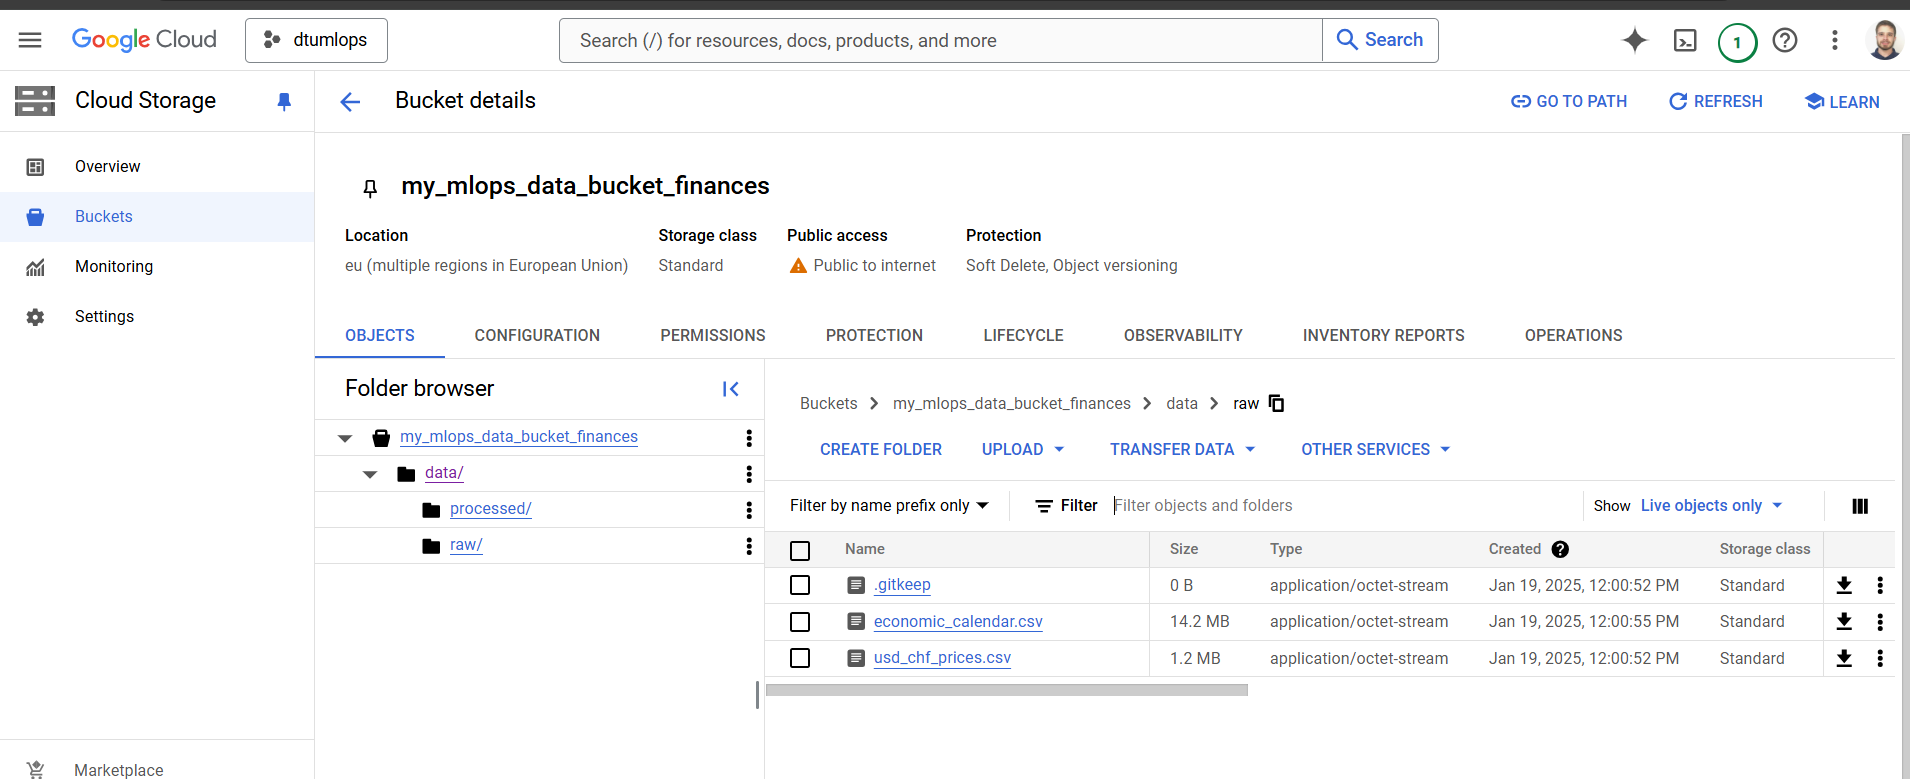 Google Cloud
dtumlops
Search (/) for resources, docs, products, and more
Search
1
Cloud Storage
Bucket details
GO TO PATH
REFRESH
LEARN
Overview
Buckets
Monitoring
Settings
Marketplace
my_mlops_data_bucket_finances
Location
Storage class
Public access
Protection
eu (multiple regions in European Union)
Standard
Public to internet
Soft Delete, Object versioning
OBJECTS
CONFIGURATION
PERMISSIONS
PROTECTION
LIFECYCLE
OBSERVABILITY
INVENTORY REPORTS
OPERATIONS
Folder browser
my_mlops_data_bucket_finances
data/
processed/
raw/
Buckets > my_mlops_data_bucket_finances > data > raw
CREATE FOLDER
UPLOAD
TRANSFER DATA
OTHER SERVICES
Filter by name prefix only
Filter
Filter objects and folders
Show
Live objects only
Name Size Type Created Storage class
.gitkeep 0 B application/octet-stream Jan 19, 2025, 12:00:52 PM Standard
economic_calendar.csv 14.2 MB application/octet-stream Jan 19, 2025, 12:00:55 PM Standard
usd_chf_prices.csv 1.2 MB application/octet-stream Jan 19, 2025, 12:00:52 PM Standard